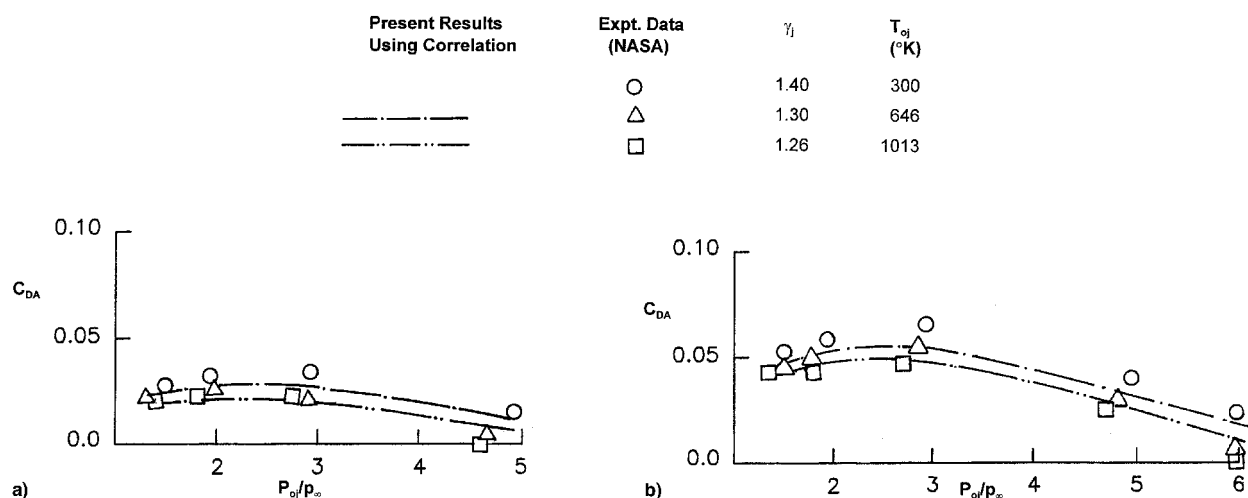 Present Results Using Correlation
Expt. Data (NASA)
γj
Toj (°K)
1.40 300
1.30 646
1.26 1013
0.10
CDA
0.05
0.0
2 3 4 5
Poj/p∞
a)
0.10
CDA
0.05
0.0
2 3 4 5 6
Poj/p∞
b)